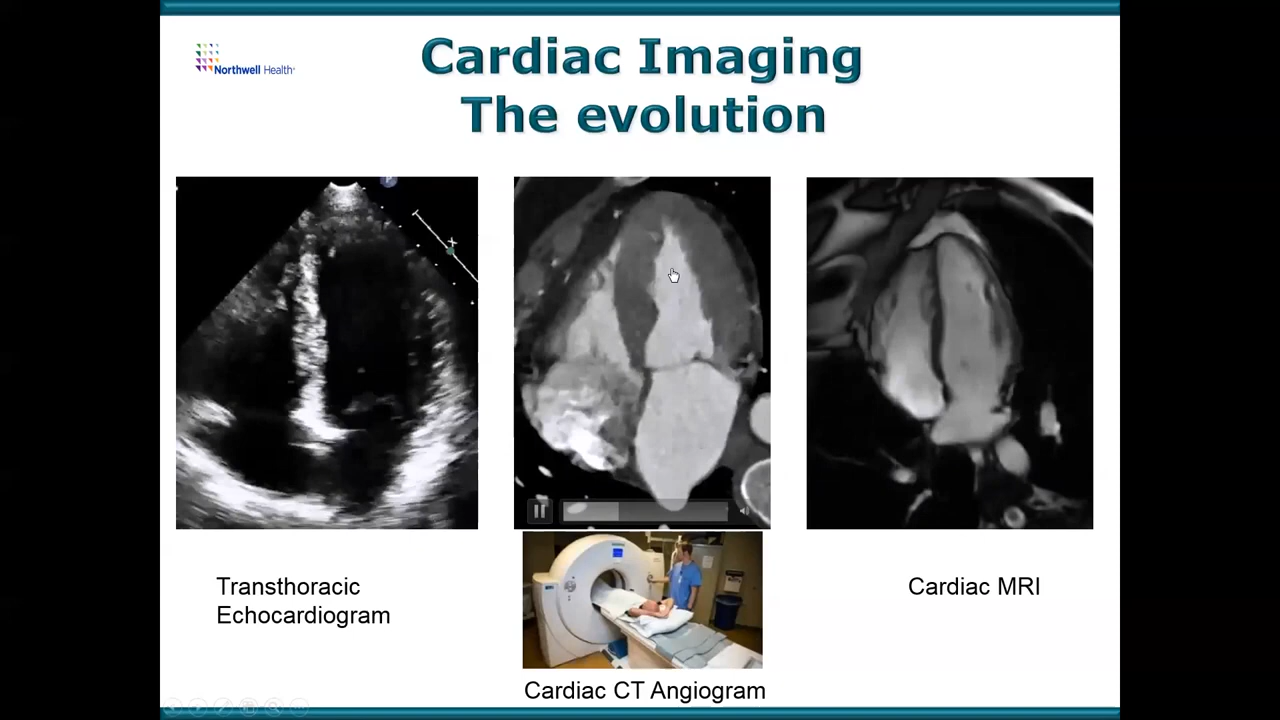 Cardiac Imaging
The evolution
Northwell Health
P
Transthoracic
Echocardiogram
Cardiac MRI
Cardiac CT Angiogram